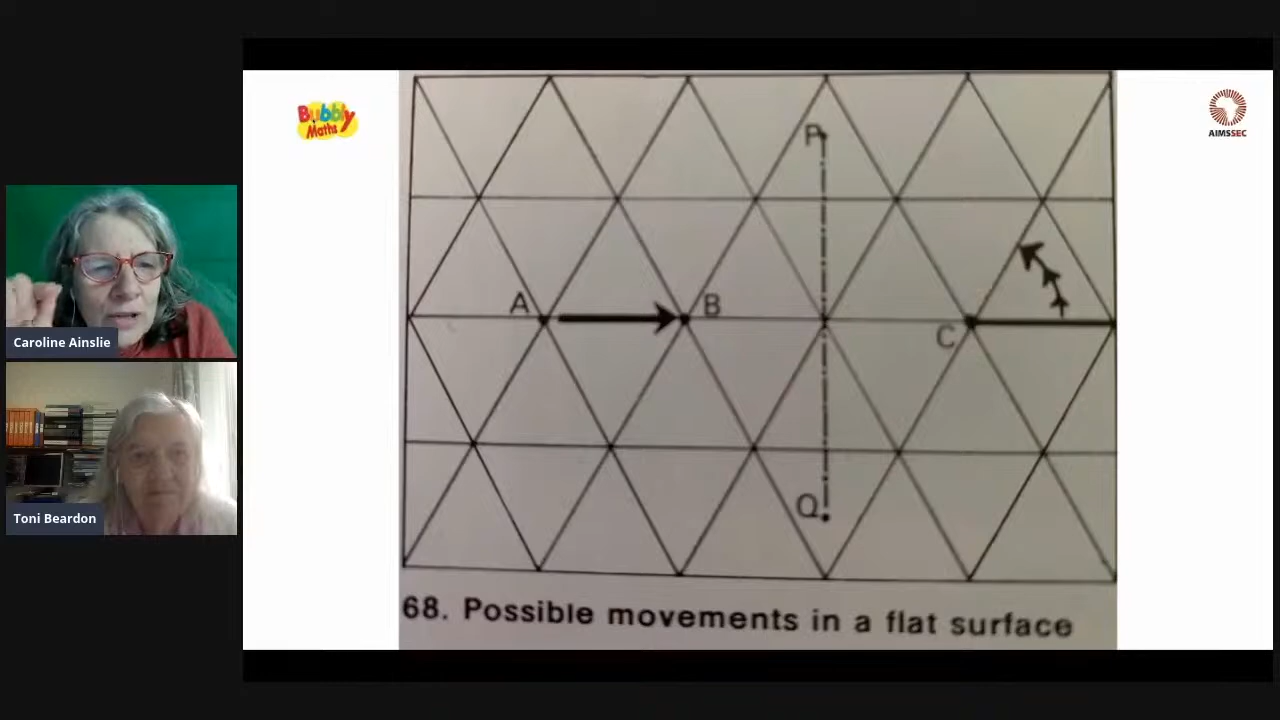 Bubbly
Maths
AIMSSEC
P
A
B
C
Q
68. Possible movements in a flat surface
Caroline Ainslie
Toni Beardon